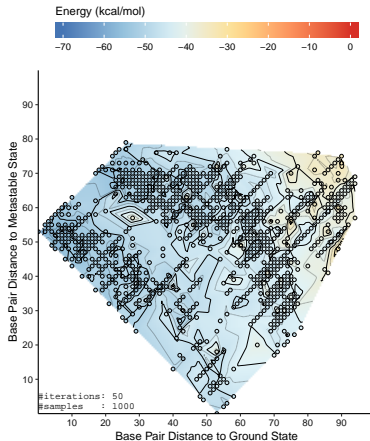 Energy (kcal/mol)
-70 -60 -50 -40 -30 -20 -10 0
Base Pair Distance to Metastable State
90
80
70
60
50
40
30
20
10
#iterations: 50
#samples : 1000
10 20 30 40 50 60 70 80 90
Base Pair Distance to Ground State